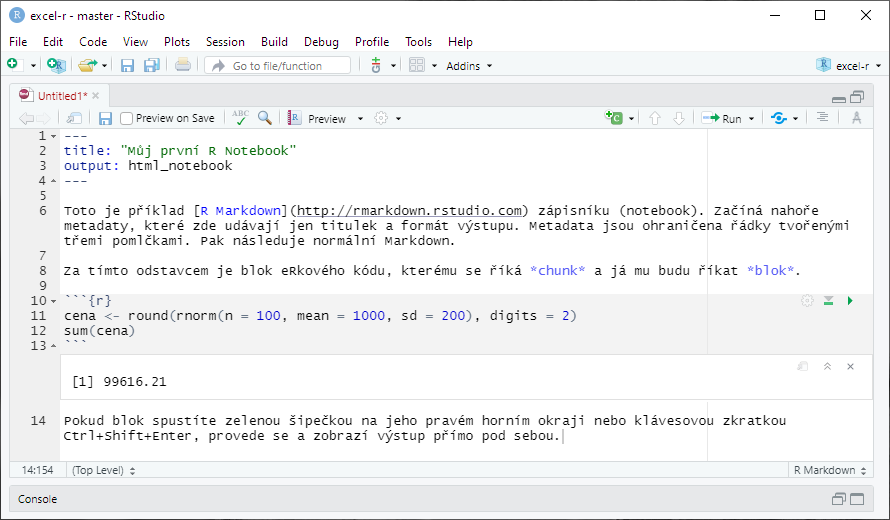 excel-r - master - RStudio
File Edit Code View Plots Session Build Debug Profile Tools Help
Go to file/function Addins excel-r
Untitled1*
Preview on Save ABC Preview Run
1 ---
2 title: "Můj první R Notebook"
3 output: html_notebook
4 ---
5
6 Toto je příklad [R Markdown](http://rmarkdown.rstudio.com) zápisníku (notebook). Začíná nahoře
metadaty, které zde udávají jen titulek a formát výstupu. Metadata jsou ohraničena řádky tvořenými
třemi pomlčkami. Pak následuje normální Markdown.
7
8 Za tímto odstavcem je blok eRkového kódu, kterému se říká *chunk* a já mu budu říkat *blok*.
9
10 ```{r}
11 cena <- round(rnorm(n = 100, mean = 1000, sd = 200), digits = 2)
12 sum(cena)
13 ```
[1] 99616.21
14 Pokud blok spustíte zelenou šipečkou na jeho pravém horním okraji nebo klávesovou zkratkou
Ctrl+Shift+Enter, provede se a zobrazí výstup přímo pod sebou.
14:154 (Top Level) R Markdown
Console